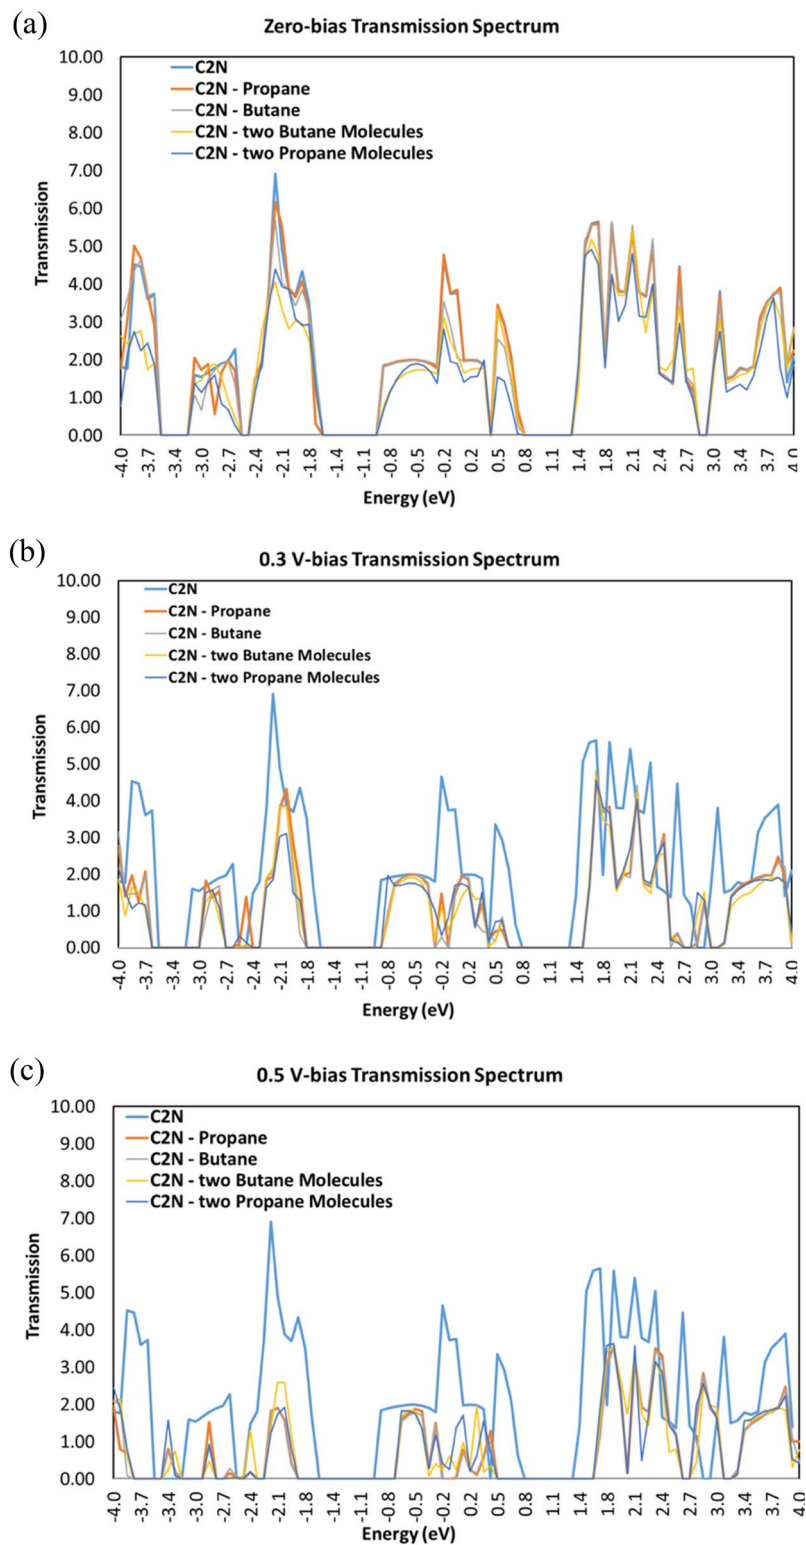 (a)
Zero-bias Transmission Spectrum
10.00
9.00
8.00
7.00
6.00
5.00
4.00
3.00
2.00
1.00
0.00
Transmission
C2N
C2N - Propane
C2N - Butane
C2N - two Butane Molecules
C2N - two Propane Molecules
-4.0 -3.7 -3.4 -3.0 -2.7 -2.4 -2.1 -1.8 -1.4 -1.1 -0.8 -0.5 -0.2 0.2 0.5 0.8 1.1 1.4 1.8 2.1 2.4 2.7 3.0 3.4 3.7 4.0
Energy (eV)
(b)
0.3 V-bias Transmission Spectrum
10.00
9.00
8.00
7.00
6.00
5.00
4.00
3.00
2.00
1.00
0.00
Transmission
C2N
C2N - Propane
C2N - Butane
C2N - two Butane Molecules
C2N - two Propane Molecules
-4.0 -3.7 -3.4 -3.0 -2.7 -2.4 -2.1 -1.8 -1.4 -1.1 -0.8 -0.5 -0.2 0.2 0.5 0.8 1.1 1.4 1.8 2.1 2.4 2.7 3.0 3.4 3.7 4.0
Energy (eV)
(c)
0.5 V-bias Transmission Spectrum
10.00
9.00
8.00
7.00
6.00
5.00
4.00
3.00
2.00
1.00
0.00
Transmission
C2N
C2N - Propane
C2N - Butane
C2N - two Butane Molecules
C2N - two Propane Molecules
-4.0 -3.7 -3.4 -3.0 -2.7 -2.4 -2.1 -1.8 -1.4 -1.1 -0.8 -0.5 -0.2 0.2 0.5 0.8 1.1 1.4 1.8 2.1 2.4 2.7 3.0 3.4 3.7 4.0
Energy (eV)